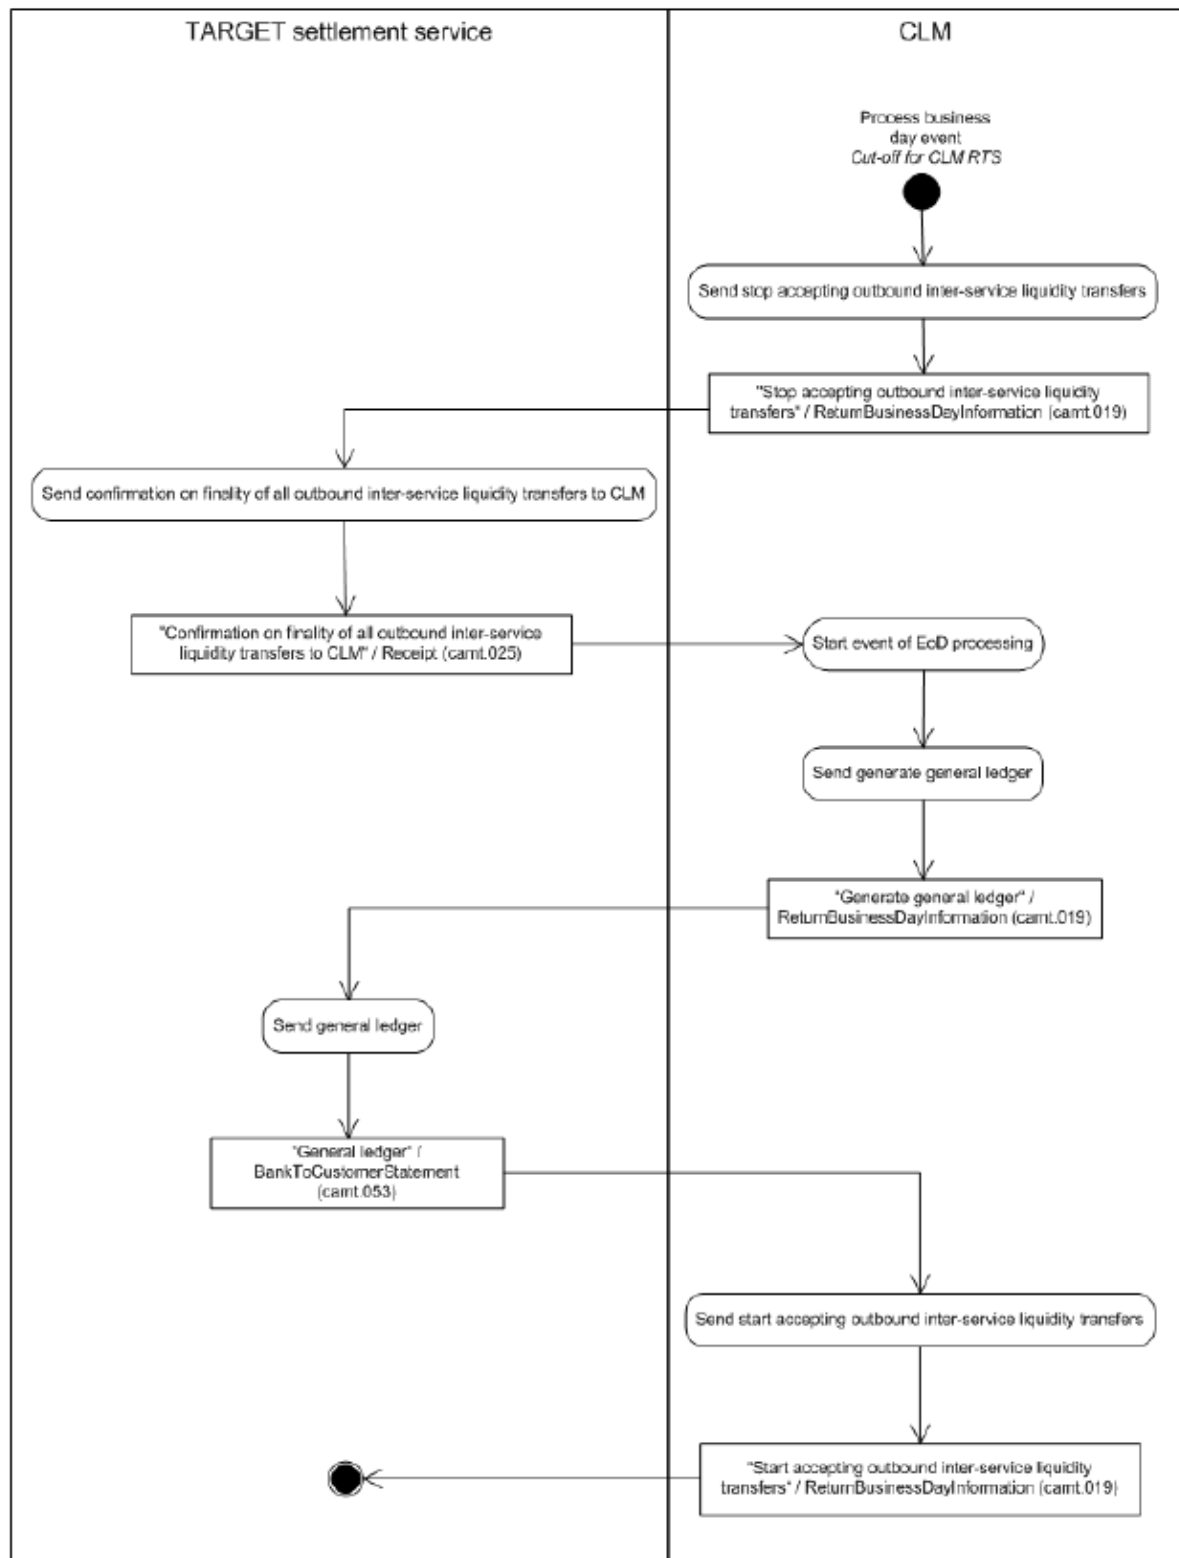 TARGET settlement service
CLM
Process business
day event
Cut-off for CLM RTS
Send stop accepting outbound inter-service liquidity transfers
"Stop accepting outbound inter-service liquidity
transfers" / ReturnBusinessDayInformation (camt.019)
Send confirmation on finality of all outbound inter-service liquidity transfers to CLM
"Confirmation on finality of all outbound inter-service
liquidity transfers to CLM" / Receipt (camt.025)
Start event of EoD processing
Send generate general ledger
"Generate general ledger" /
ReturnBusinessDayInformation (camt.019)
Send general ledger
"General ledger" /
BankToCustomerStatement
(camt.053)
Send start accepting outbound inter-service liquidity transfers
"Start accepting outbound inter-service liquidity
transfers" / ReturnBusinessDayInformation (camt.019)